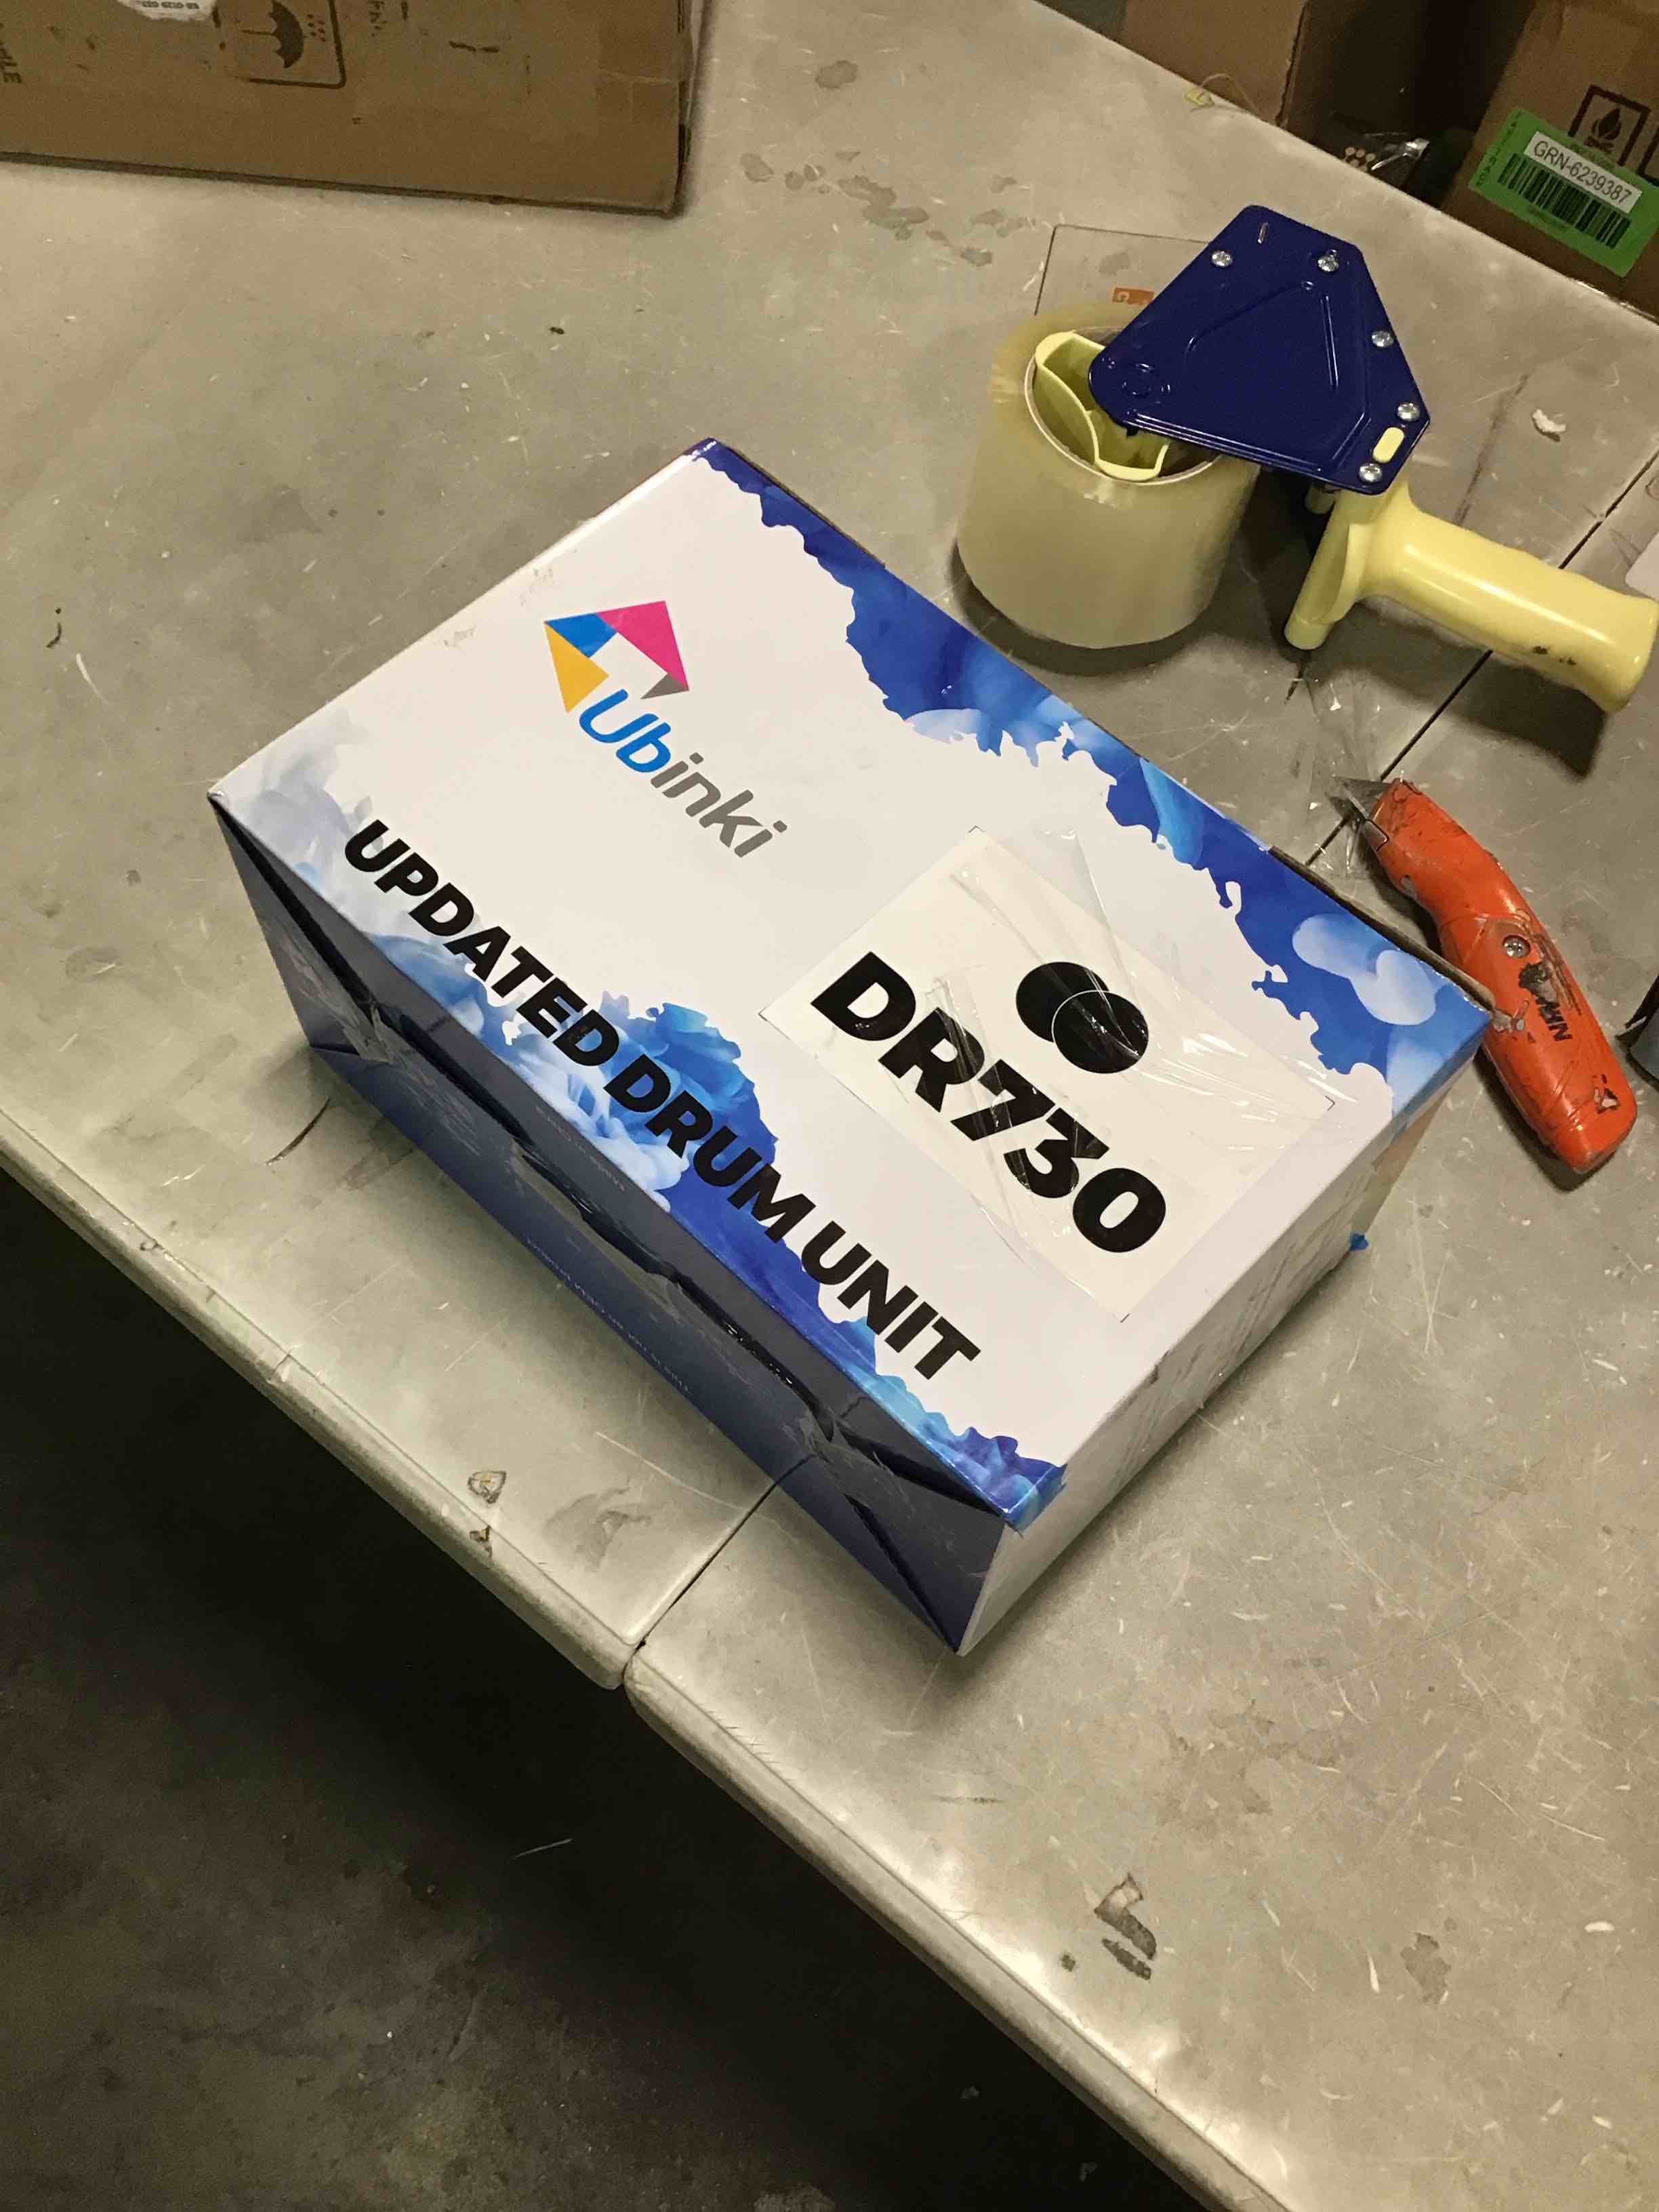 GRN-6239387
Ubinki
DR730
UPDATED DRUM UNIT